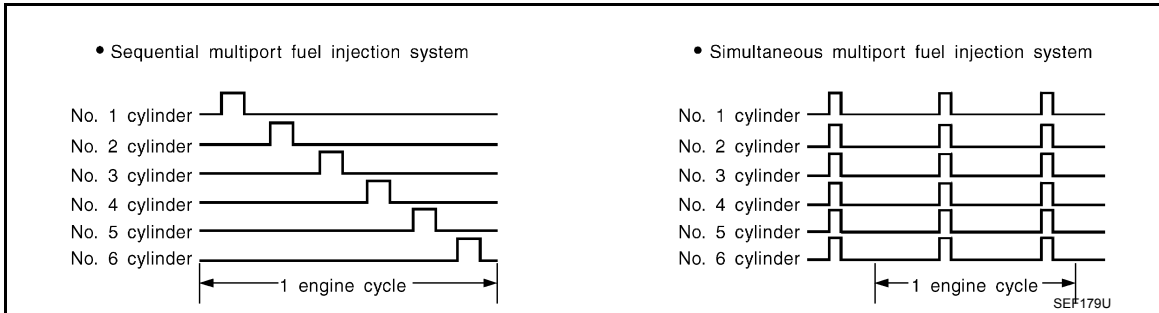 • Sequential multiport fuel injection system
No. 1 cylinder
No. 2 cylinder
No. 3 cylinder
No. 4 cylinder
No. 5 cylinder
No. 6 cylinder
1 engine cycle
• Simultaneous multiport fuel injection system
No. 1 cylinder
No. 2 cylinder
No. 3 cylinder
No. 4 cylinder
No. 5 cylinder
No. 6 cylinder
1 engine cycle
SEF179U